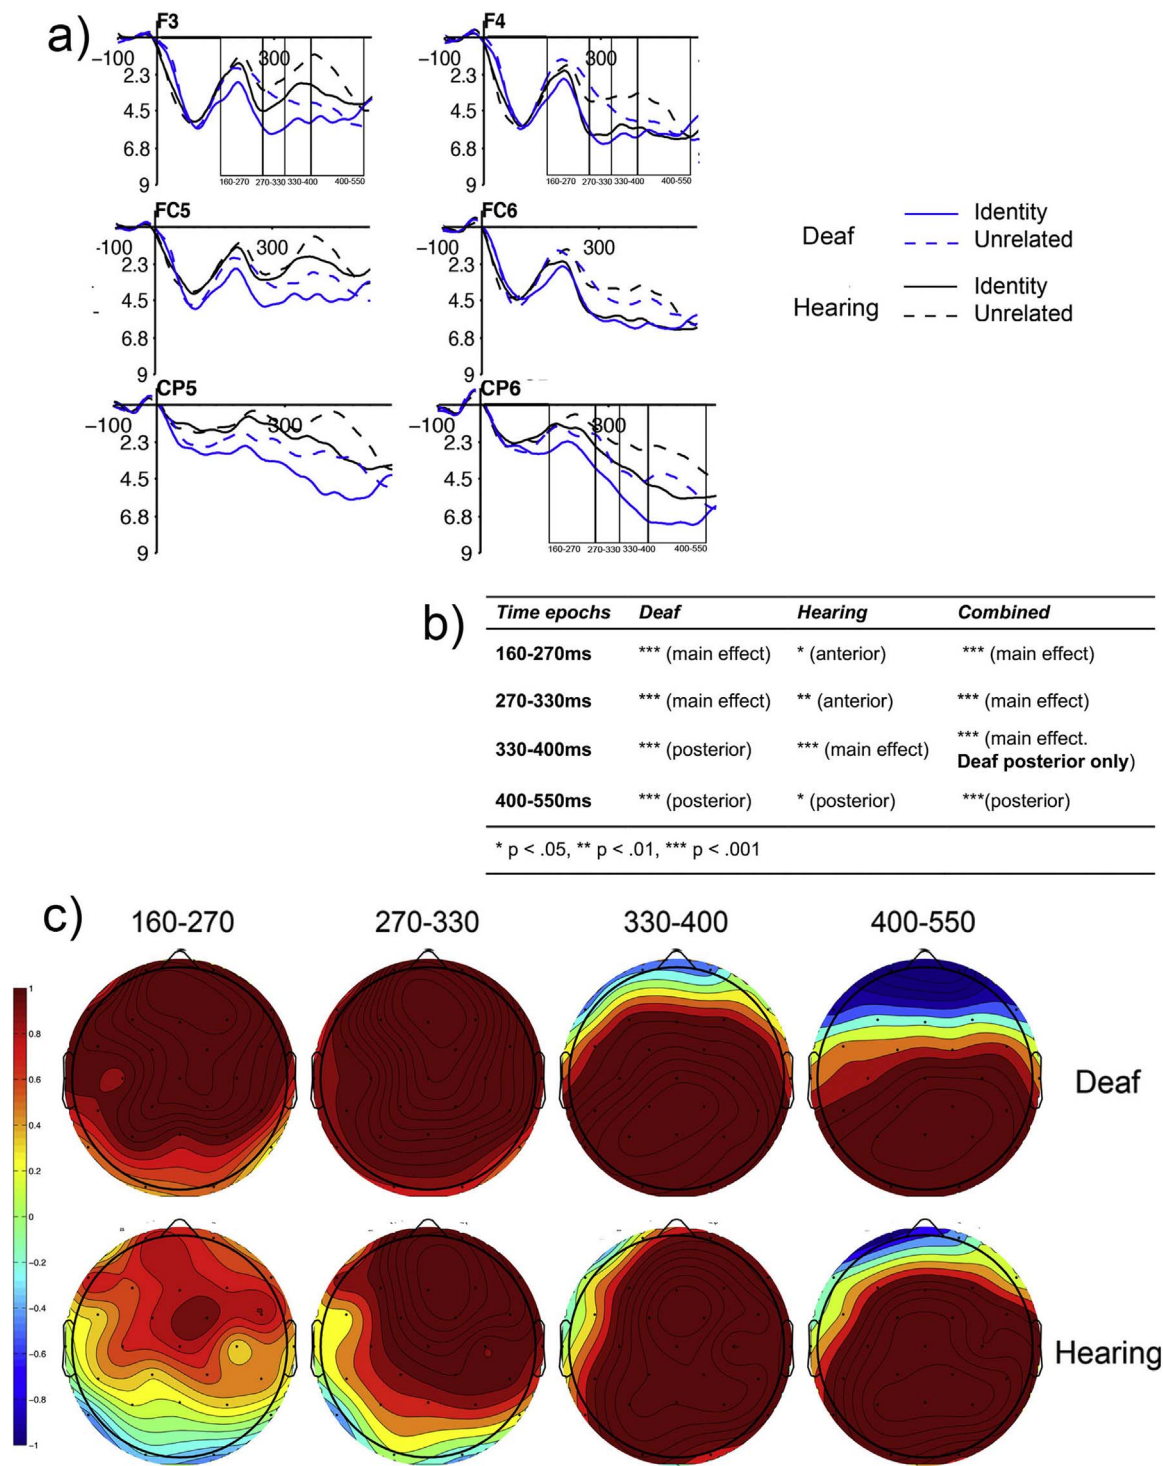 a)
F3
F4
−100
300
2.3
4.5
6.8
9
160-270 270-330 330-400 400-550
−100
300
2.3
4.5
6.8
9
160-270 270-330 330-400 400-550
FC5
FC6
−100
300
2.3
4.5
6.8
9
−100
300
2.3
4.5
6.8
9
CP5
CP6
−100
300
2.3
4.5
6.8
9
−100
300
2.3
4.5
6.8
9
160-270 270-330 330-400 400-550
Deaf
Identity
Unrelated
Hearing
Identity
Unrelated
b)
Time epochs Deaf Hearing Combined
160-270ms *** (main effect) * (anterior) *** (main effect)
270-330ms *** (main effect) ** (anterior) *** (main effect)
330-400ms *** (posterior) *** (main effect) *** (main effect.
Deaf posterior only)
400-550ms *** (posterior) * (posterior) ***(posterior)
* p < .05, ** p < .01, *** p < .001
c)
160-270 270-330 330-400 400-550
1
0.8
0.6
0.4
0.2
0
−0.2
−0.4
−0.6
−0.8
−1
Deaf
Hearing